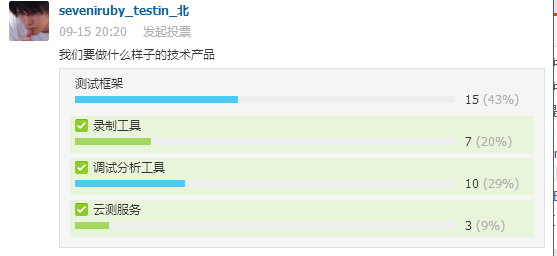 seveniruby_testin_北
09-15 20:20 发起投票
我们要做什么样子的技术产品
测试框架
15 (43%)
录制工具
7 (20%)
调试分析工具
10 (29%)
云测服务
3 (9%)